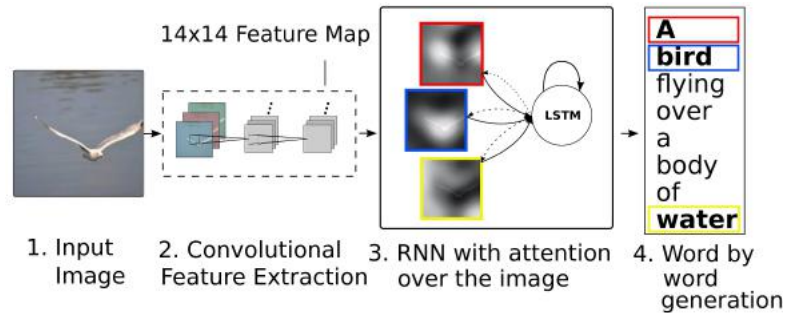 14x14 Feature Map
LSTM
A
bird
flying
over
a
body
of
water
1. Input
Image
2. Convolutional
Feature Extraction
3. RNN with attention
over the image
4. Word by
word
generation